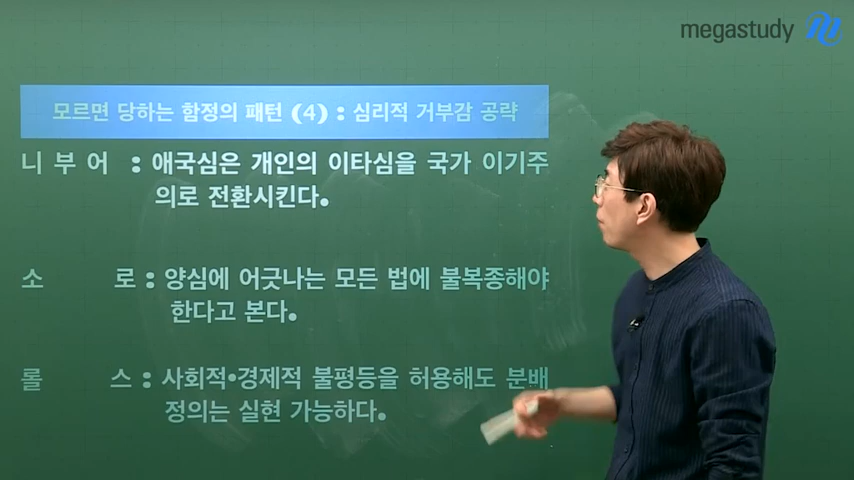 megastudy
모르면 당하는 함정의 패턴 (4) : 심리적 거부감 공략
니 부 어 : 애국심은 개인의 이타심을 국가 이기주
의로 전환시킨다.
소 로 : 양심에 어긋나는 모든 법에 불복종해야
한다고 본다.
롤 스 : 사회적•경제적 불평등을 허용해도 분배
정의는 실현 가능하다.